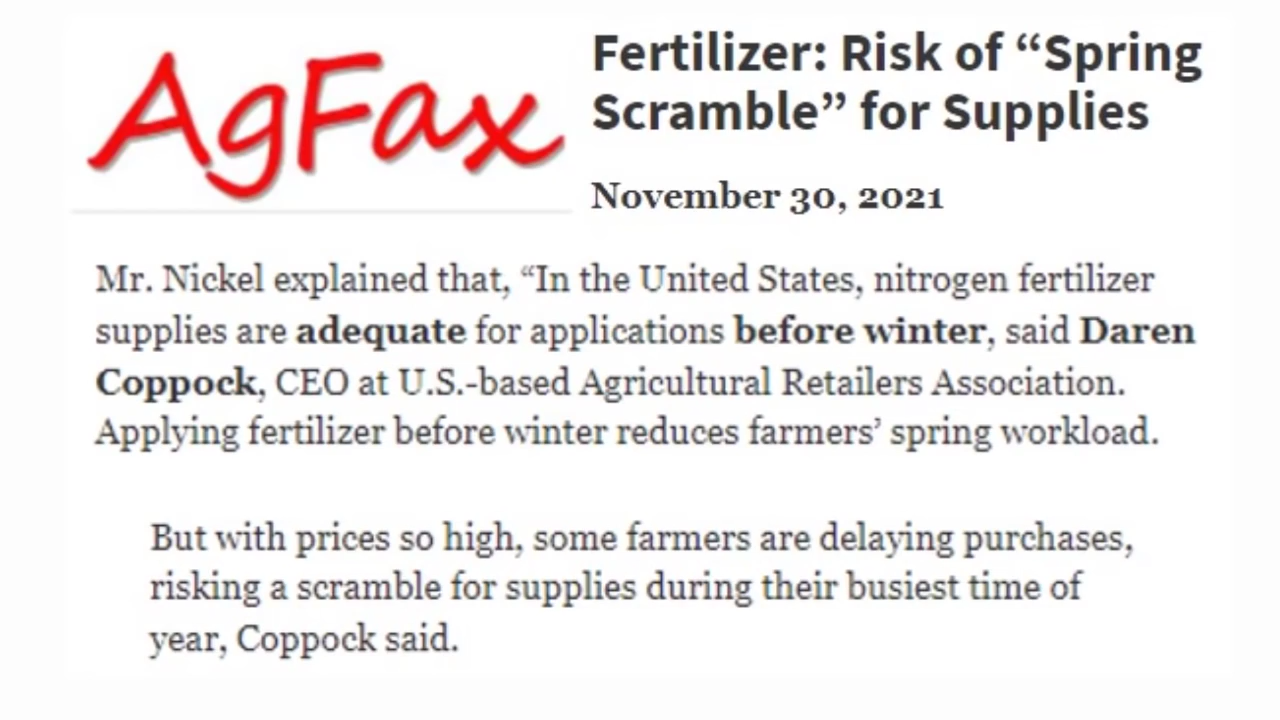 AgFax
Fertilizer: Risk of “Spring
Scramble” for Supplies
November 30, 2021
Mr. Nickel explained that, “In the United States, nitrogen fertilizer
supplies are adequate for applications before winter, said Daren
Coppock, CEO at U.S.-based Agricultural Retailers Association.
Applying fertilizer before winter reduces farmers’ spring workload.
But with prices so high, some farmers are delaying purchases,
risking a scramble for supplies during their busiest time of
year, Coppock said.